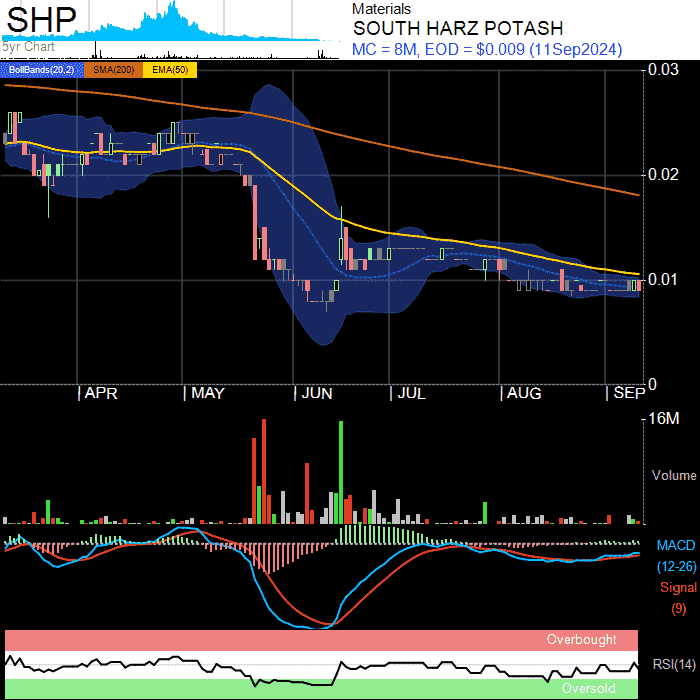 SHP
5yr Chart
Materials
SOUTH HARZ POTASH
MC = 8M, EOD = $0.009 (11Sep2024)
BollBands(20,2) SMA(200) EMA(50)
0.03
0.02
0.01
0
APR MAY JUN JUL AUG SEP
16M
Volume
MACD
(12-26)
Signal
(9)
Overbought
RSI(14)
Oversold